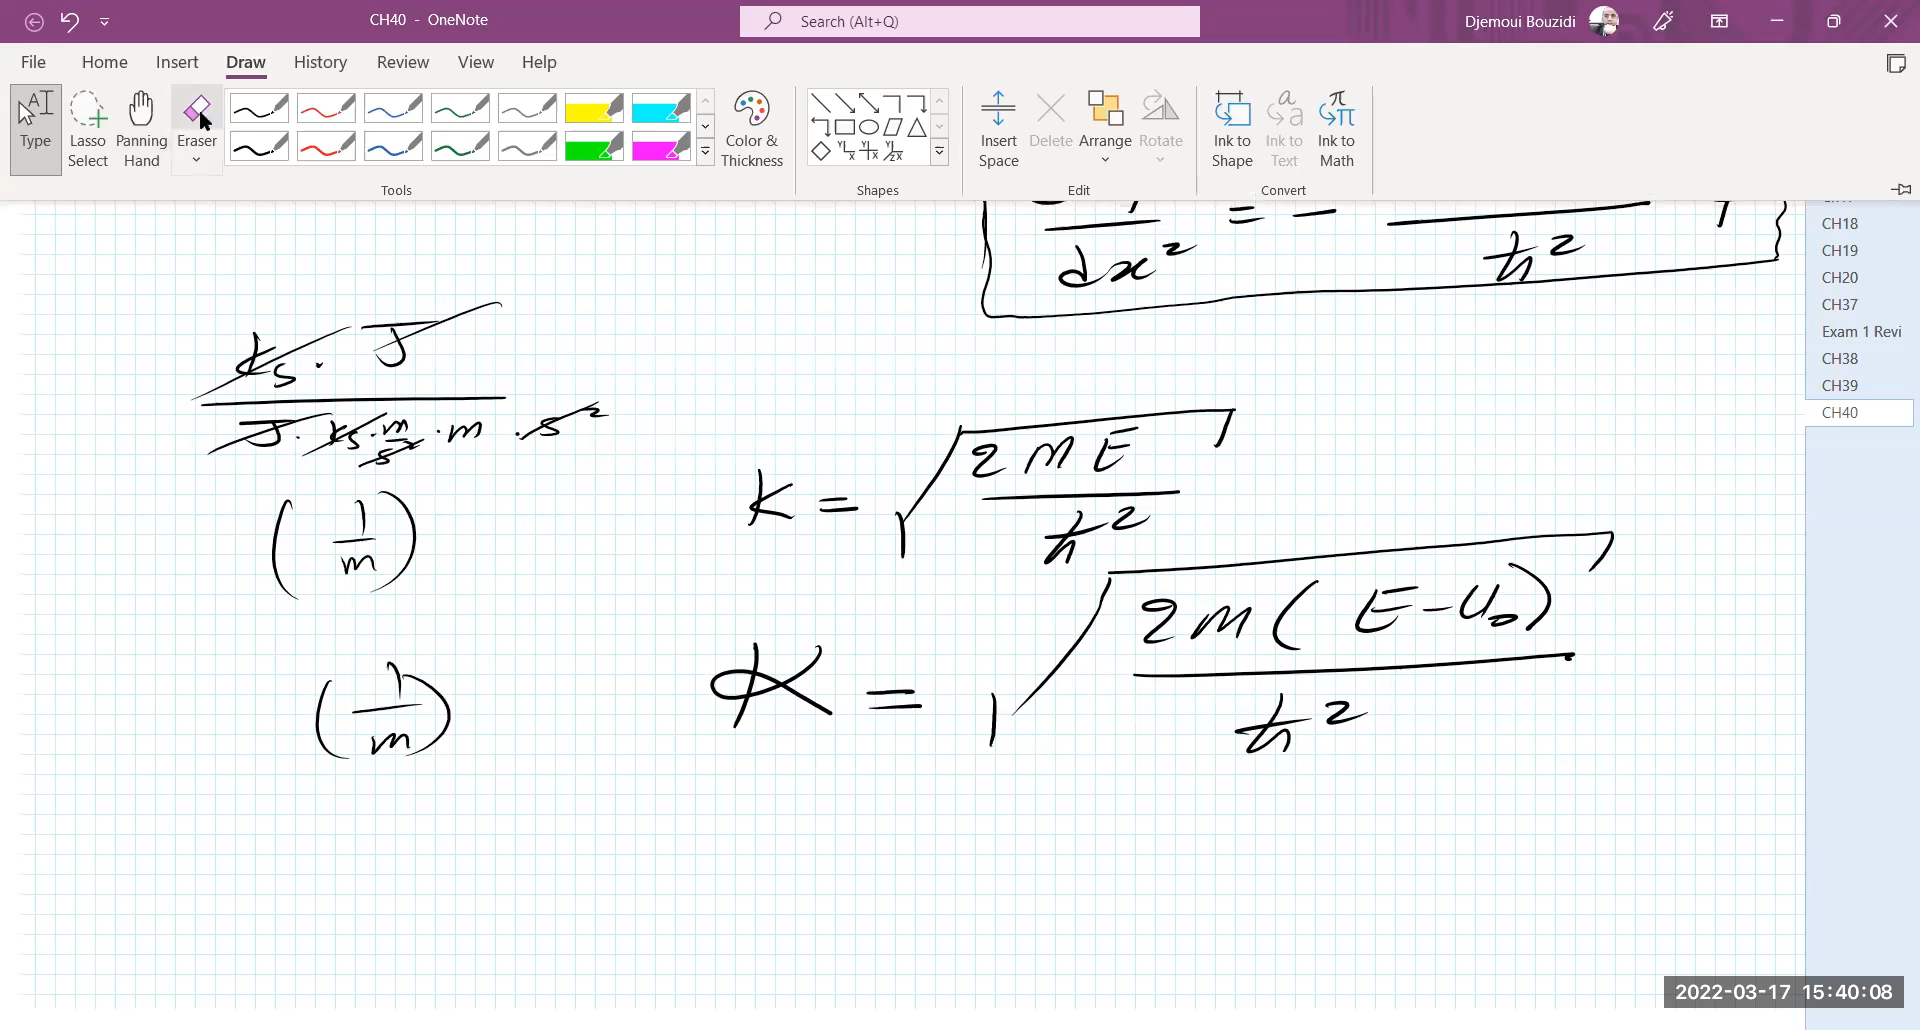 CH40 - OneNote
Search (Alt+Q)
Djemoui Bouzidi
File Home Insert Draw History Review View Help
Type
Lasso Select
Panning Hand
Eraser
Color & Thickness
Insert Space
Delete
Arrange
Rotate
Ink to Shape
Ink to Text
Ink to Math
Tools
Shapes
Edit
Convert
CH18
CH19
CH20
CH37
Exam 1 Revi
CH38
CH39
CH40
dx² = - ℏ²
kg · J
J · kg · m/s² · m · s²
(1/m)
K = √(2mE/ℏ²)
(1/m)
α = √(2m(E-U₀)/ℏ²)
2022-03-17 15:40:08